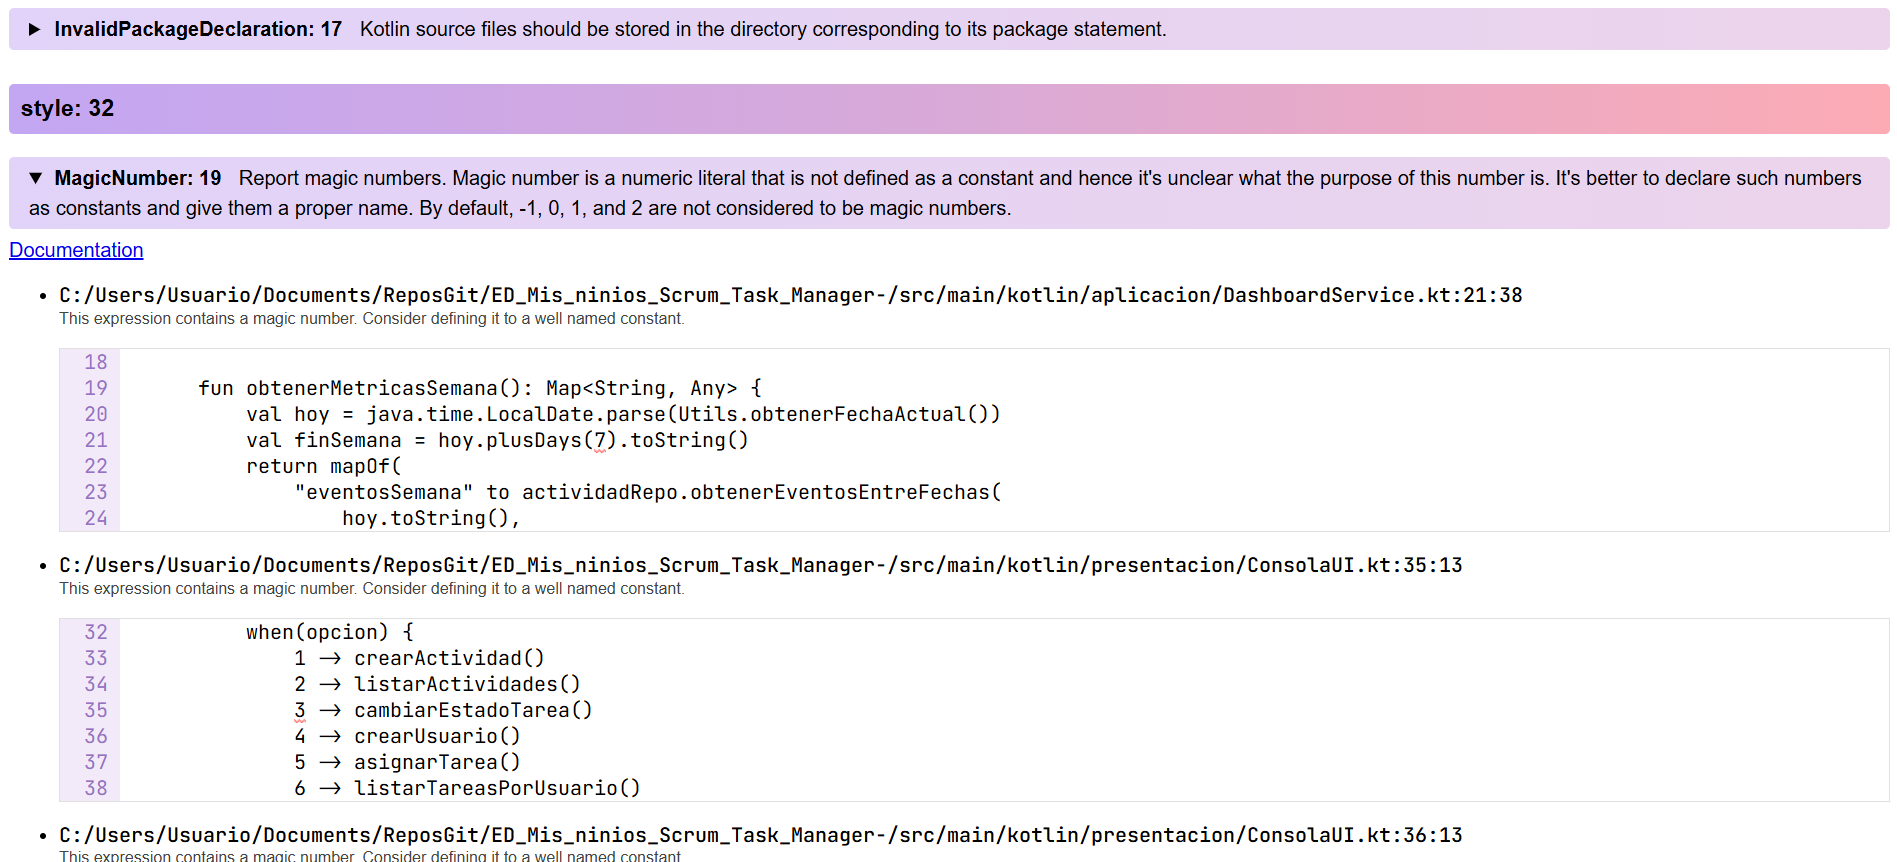 ▶ InvalidPackageDeclaration: 17 Kotlin source files should be stored in the directory corresponding to its package statement.
style: 32
▼ MagicNumber: 19 Report magic numbers. Magic number is a numeric literal that is not defined as a constant and hence it's unclear what the purpose of this number is. It's better to declare such numbers
as constants and give them a proper name. By default, -1, 0, 1, and 2 are not considered to be magic numbers.
Documentation
• C:/Users/Usuario/Documents/ReposGit/ED_Mis_ninios_Scrum_Task_Manager-/src/main/kotlin/aplicacion/DashboardService.kt:21:38
This expression contains a magic number. Consider defining it to a well named constant.
18
19 fun obtenerMetricasSemana(): Map<String, Any> {
20 val hoy = java.time.LocalDate.parse(Utils.obtenerFechaActual())
21 val finSemana = hoy.plusDays(7).toString()
22 return mapOf(
23 "eventosSemana" to actividadRepo.obtenerEventosEntreFechas(
24 hoy.toString(),
• C:/Users/Usuario/Documents/ReposGit/ED_Mis_ninios_Scrum_Task_Manager-/src/main/kotlin/presentacion/ConsolaUI.kt:35:13
This expression contains a magic number. Consider defining it to a well named constant.
32 when(opcion) {
33 1 → crearActividad()
34 2 → listarActividades()
35 3 → cambiarEstadoTarea()
36 4 → crearUsuario()
37 5 → asignarTarea()
38 6 → listarTareasPorUsuario()
• C:/Users/Usuario/Documents/ReposGit/ED_Mis_ninios_Scrum_Task_Manager-/src/main/kotlin/presentacion/ConsolaUI.kt:36:13
This expression contains a magic number. Consider defining it to a well named constant.